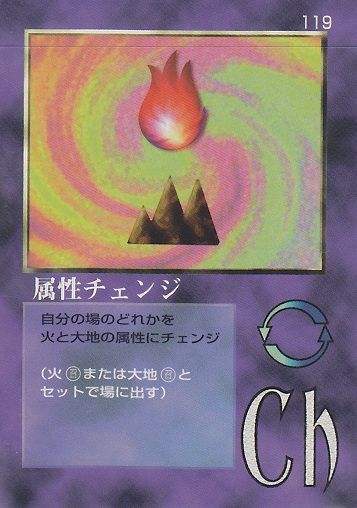 119
属性チェンジ
自分の場のどれかを
火と大地の属性にチェンジ
（火㊁または大地㊁と
セットで場に出す）
Ch